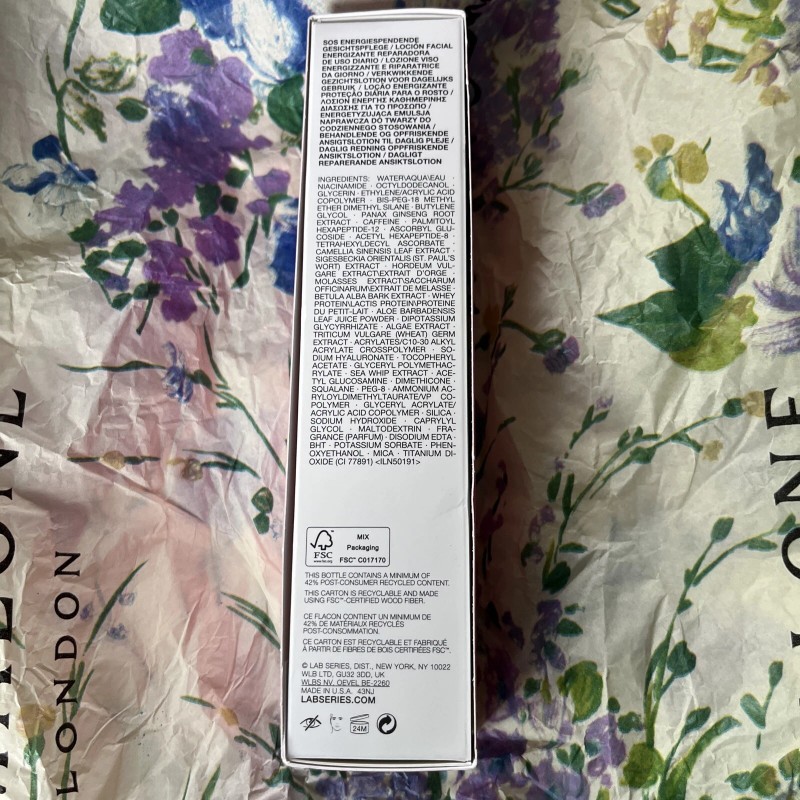 SOS ENERGIESPENDENDE
GESICHTSPFLEGE / LOCIÓN FACIAL
ENERGIZANTE REPARADORA
DE USO DIARIO / LOZIONE VISO
ENERGIZZANTE E RIPARATRICE
DA GIORNO / VERKWIKKENDE
GEZICHTSLOTION VOOR DAGELIJKS
GEBRUIK / LOÇÃO ENERGIZANTE
PROTEÇÃO DIÁRIA PARA O ROSTO /
ΛΟΣΙΟΝ ΕΝΕΡΓΗΣ ΚΑΘΗΜΕΡΙΝΗΣ
ΔΙΑΣΩΣΗΣ ΓΙΑ ΤΟ ΠΡΟΣΩΠΟ /
ENERGETYZUJĄCA EMULSJA
NAPRAWCZA DO TWARZY DO
CODZIENNEGO STOSOWANIA /
BEHANDLENDE OG OPFRISKENDE
ANSIGTSLOTION TIL DAGLIG PLEJE /
DAGLIG REDNING OPPFRISKENDE
ANSIKTSLOTION / DAGLIGT
REPARERANDE ANSIKTSLOTION
INGREDIENTS: WATER\AQUA\EAU ·
NIACINAMIDE · OCTYLDODECANOL ·
GLYCERIN · ETHYLENE/ACRYLIC ACID
COPOLYMER · BIS-PEG-18 METHYL
ETHER DIMETHYL SILANE · BUTYLENE
GLYCOL · PANAX GINSENG ROOT
EXTRACT · CAFFEINE · PALMITOYL
HEXAPEPTIDE-12 · ASCORBYL GLU-
COSIDE · ACETYL HEXAPEPTIDE-8 ·
TETRAHEXYLDECYL ASCORBATE ·
CAMELLIA SINENSIS LEAF EXTRACT ·
SIGESBECKIA ORIENTALIS (ST. PAUL'S
WORT) EXTRACT · HORDEUM VUL-
GARE EXTRACT\EXTRAIT D'ORGE ·
MOLASSES EXTRACT\SACCHARUM
OFFICINARUM\EXTRAIT DE MELASSE ·
BETULA ALBA BARK EXTRACT · WHEY
PROTEIN\LACTIS PROTEIN\PROTEINE
DU PETIT-LAIT · ALOE BARBADENSIS
LEAF JUICE POWDER · DIPOTASSIUM
GLYCYRRHIZATE · ALGAE EXTRACT ·
TRITICUM VULGARE (WHEAT) GERM
EXTRACT · ACRYLATES/C10-30 ALKYL
ACRYLATE CROSSPOLYMER · SO-
DIUM HYALURONATE · TOCOPHERYL
ACETATE · GLYCERYL POLYMETHAC-
RYLATE · SEA WHIP EXTRACT · ACE-
TYL GLUCOSAMINE · DIMETHICONE ·
SQUALANE · PEG-8 · AMMONIUM AC-
RYLOYLDIMETHYLTAURATE/VP CO-
POLYMER · GLYCERYL ACRYLATE/
ACRYLIC ACID COPOLYMER · SILICA ·
SODIUM HYDROXIDE · CAPRYLYL
GLYCOL · MALTODEXTRIN · FRA-
GRANCE (PARFUM) · DISODIUM EDTA ·
BHT · POTASSIUM SORBATE · PHEN-
OXYETHANOL · MICA · TITANIUM DI-
OXIDE (CI 77891) <ILN50191>
FSC
www.fsc.org
MIX
Packaging
FSC™ C017170
THIS BOTTLE CONTAINS A MINIMUM OF
42% POST-CONSUMER RECYCLED CONTENT.
THIS CARTON IS RECYCLABLE AND MADE
USING FSC™-CERTIFIED WOOD FIBER.
CE FLACON CONTIENT UN MINIMUM DE
42% DE MATÉRIAUX RECYCLÉS
POST-CONSOMMATION.
CE CARTON EST RECYCLABLE ET FABRIQUÉ
À PARTIR DE FIBRES DE BOIS CERTIFIÉES FSC™.
© LAB SERIES, DIST., NEW YORK, NY 10022
WLB LTD, GU32 3DD, UK
WLBS NV, OEVEL BE-2260
MADE IN U.S.A. 43NJ
LABSERIES.COM
24M
LONDON
LONE